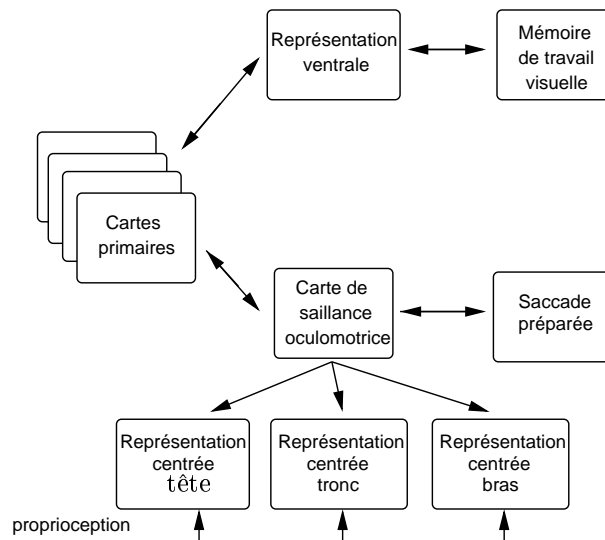 Représentation
ventrale
Mémoire
de travail
visuelle
Cartes
primaires
Carte de
saillance
oculomotrice
Saccade
préparée
Représentation
centrée
tête
Représentation
centrée
tronc
Représentation
centrée
bras
proprioception